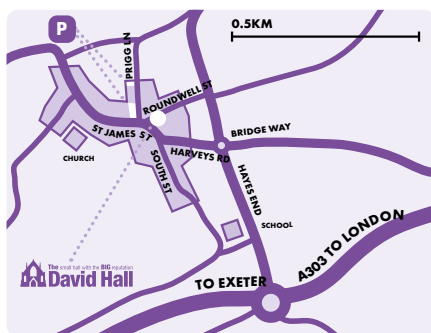 P
0.5KM
PRIGG LN
ROUNDWELL ST
ST JAMES ST
BRIDGE WAY
HARVEYS RD
CHURCH
SOUTH ST
HAYES END
SCHOOL
The small hall with the BIG reputation
David Hall
TO EXETER
A303 TO LONDON